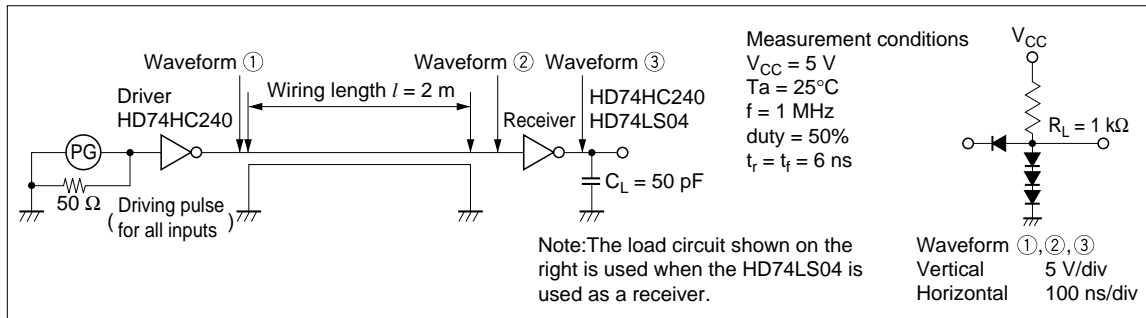 Waveform ①
Waveform ②
Waveform ③
Wiring length l = 2 m
Driver
HD74HC240
Receiver
HD74HC240
HD74LS04
PG
50 Ω
(Driving pulse
for all inputs)
C_L = 50 pF
Measurement conditions
V_CC = 5 V
Ta = 25°C
f = 1 MHz
duty = 50%
t_r = t_f = 6 ns
V_CC
R_L = 1 kΩ
Note:The load circuit shown on the
right is used when the HD74LS04 is
used as a receiver.
Waveform ①,②,③
Vertical 5 V/div
Horizontal 100 ns/div